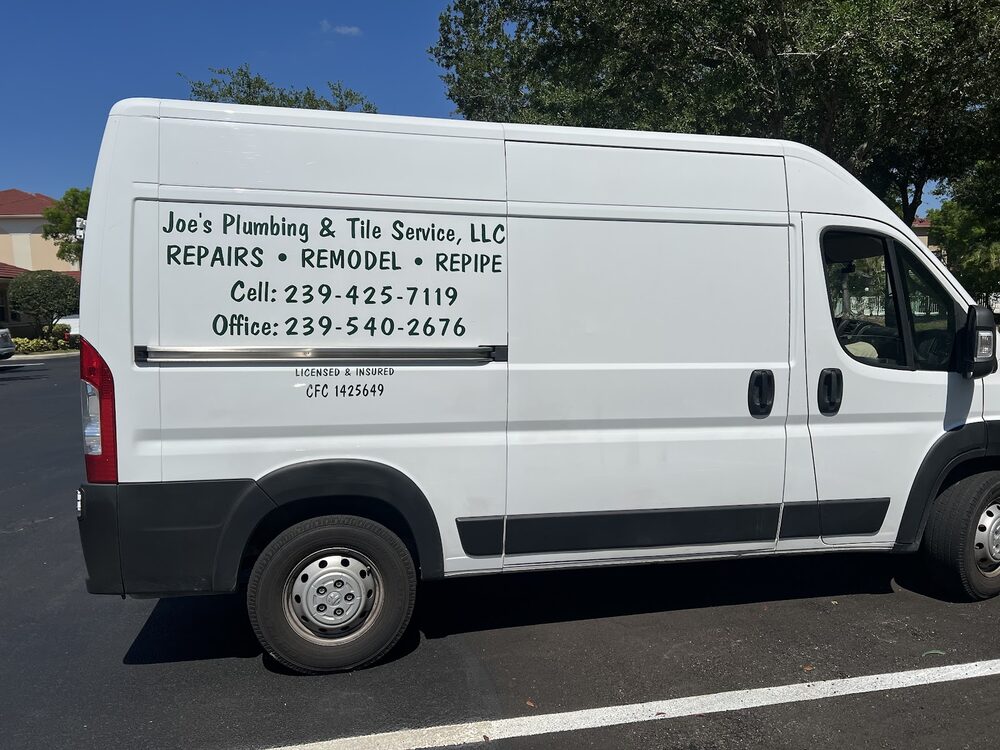 Joe's Plumbing & Tile Service, LLC
REPAIRS • REMODEL • REPIPE
Cell: 239-425-7119
Office: 239-540-2676
LICENSED & INSURED
CFC 1425649